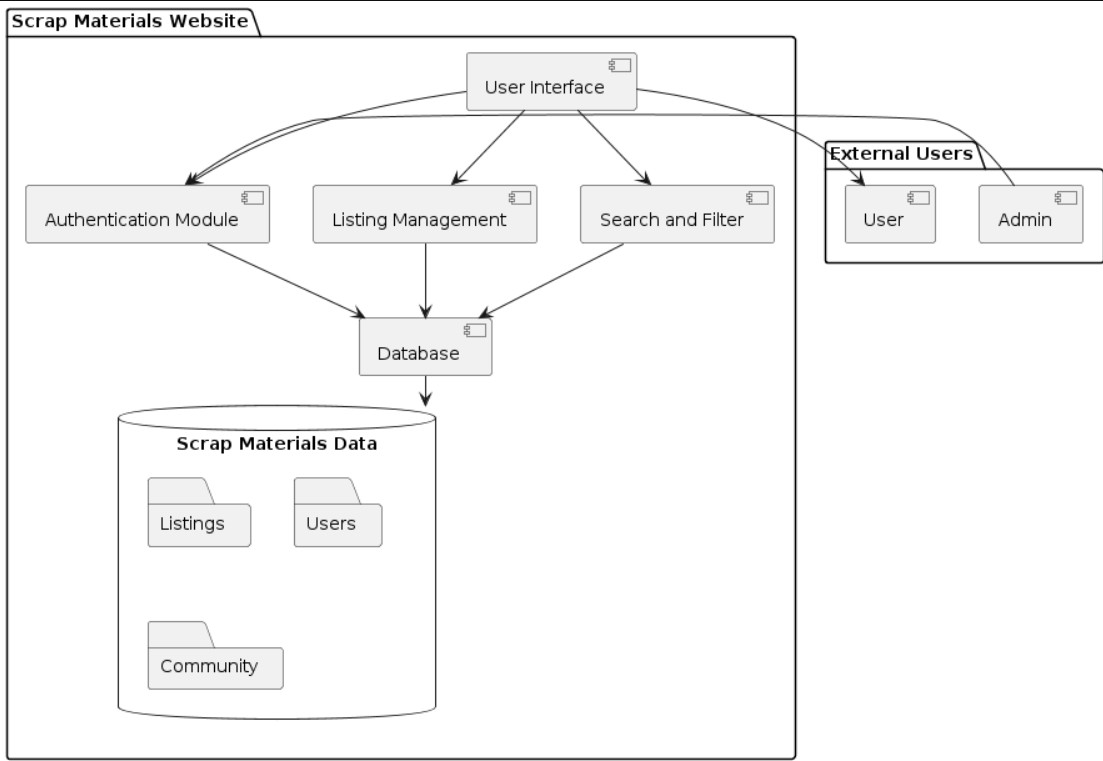 Scrap Materials Website
User Interface
External Users
Authentication Module
Listing Management
Search and Filter
User
Admin
Database
Scrap Materials Data
Listings
Users
Community